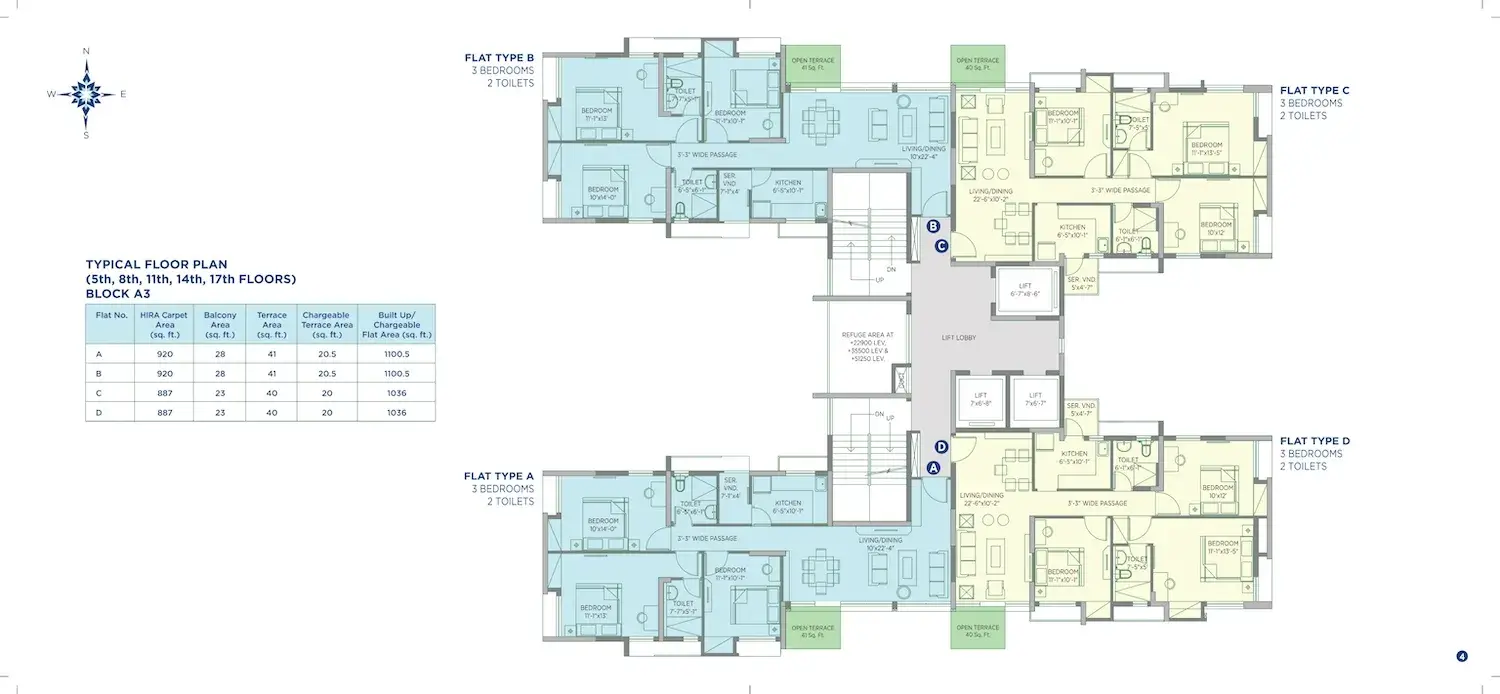 N
W E
S
TYPICAL FLOOR PLAN
(5th, 8th, 11th, 14th, 17th FLOORS)
BLOCK A3
Flat No. HIRA Carpet Area (sq. ft.) Balcony Area (sq. ft.) Terrace Area (sq. ft.) Chargeable Terrace Area (sq. ft.) Built Up/ Chargeable Flat Area (sq. ft.)
A 920 28 41 20.5 1100.5
B 920 28 41 20.5 1100.5
C 887 23 40 20 1036
D 887 23 40 20 1036
FLAT TYPE B
3 BEDROOMS
2 TOILETS
BEDROOM
11'-1"x13'
TOILET
7'-7"x5'-1"
BEDROOM
11'-1"x10'-1"
OPEN TERRACE
41 Sq. Ft.
LIVING/DINING
10'x22'-4"
3'-3" WIDE PASSAGE
BEDROOM
10'x14'-0"
TOILET
6'-5"x6'-1"
SER.
VND.
7'-1"x4'
KITCHEN
6'-5"x10'-1"
B
C
DN
UP
FLAT TYPE C
3 BEDROOMS
2 TOILETS
OPEN TERRACE
40 Sq. Ft.
BEDROOM
11'-1"x10'-1"
TOILET
7'-5"x5'
BEDROOM
11'-1"x13'-5"
LIVING/DINING
22'-6"x10'-2"
3'-3" WIDE PASSAGE
KITCHEN
6'-5"x10'-1"
TOILET
6'-1"x6'-1"
BEDROOM
10'x12'
SER. VND.
5'x4'-7"
LIFT
6'-7"x8'-6"
REFUGE AREA AT
+22900 LEV,
+35500 LEV &
+51250 LEV.
LIFT LOBBY
LIFT
7'x6'-8"
LIFT
7'x6'-7"
DN
UP
D
A
FLAT TYPE A
3 BEDROOMS
2 TOILETS
BEDROOM
10'x14'-0"
TOILET
6'-5"x6'-1"
SER.
VND.
7'-1"x4'
KITCHEN
6'-5"x10'-1"
3'-3" WIDE PASSAGE
LIVING/DINING
10'x22'-4"
BEDROOM
11'-1"x13'
TOILET
7'-7"x5'-1"
BEDROOM
11'-1"x10'-1"
OPEN TERRACE
41 Sq. Ft.
FLAT TYPE D
3 BEDROOMS
2 TOILETS
SER. VND.
5'x4'-7"
KITCHEN
6'-5"x10'-1"
TOILET
6'-1"x6'-1"
BEDROOM
10'x12'
LIVING/DINING
22'-6"x10'-2"
3'-3" WIDE PASSAGE
BEDROOM
11'-1"x10'-1"
TOILET
7'-5"x5'
BEDROOM
11'-1"x13'-5"
OPEN TERRACE
40 Sq. Ft.
4